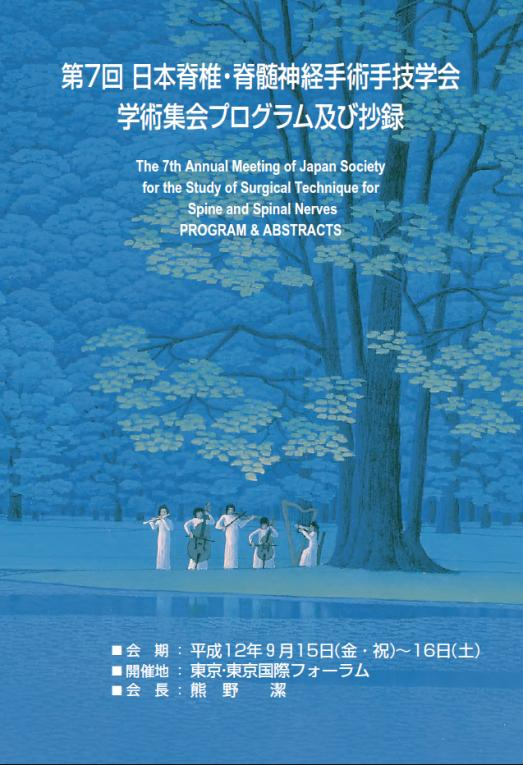 第7回 日本脊椎・脊髄神経手術手技学会
学術集会プログラム及び抄録
The 7th Annual Meeting of Japan Society
for the Study of Surgical Technique for
Spine and Spinal Nerves
PROGRAM & ABSTRACTS
■会　期 : 平成12年9月15日(金・祝)～16日(土)
■開催地 : 東京・東京国際フォーラム
■会　長 : 熊　野　　潔